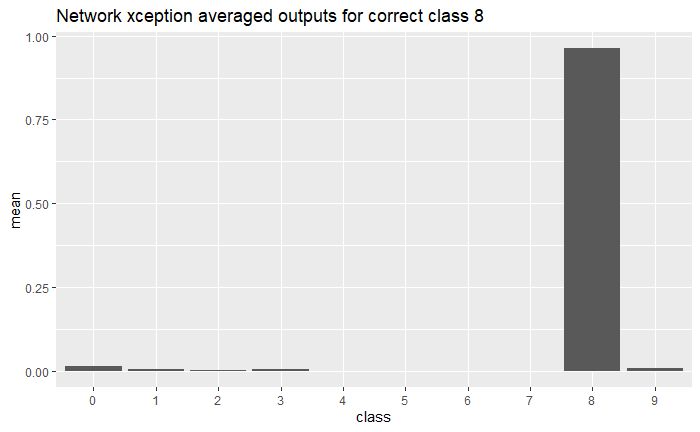 Network xception averaged outputs for correct class 8
1.00
0.75
0.50
0.25
0.00
mean
0 1 2 3 4 5 6 7 8 9
class